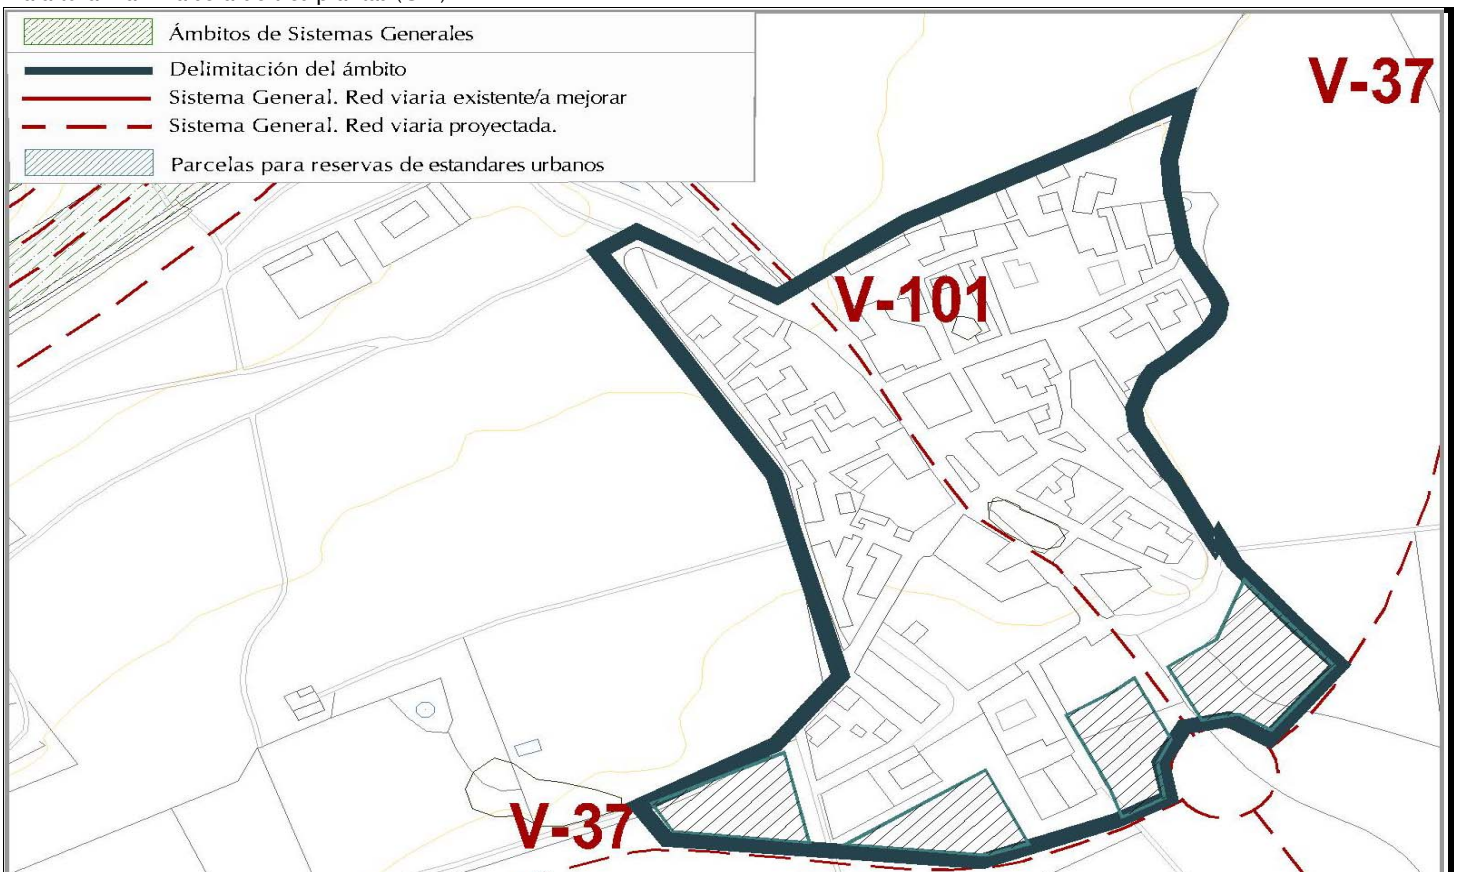 Ámbitos de Sistemas Generales
Delimitación del ámbito
Sistema General. Red viaria existente/a mejorar
Sistema General. Red viaria proyectada.
Parcelas para reservas de estandares urbanos
V-37
V-101
V-37